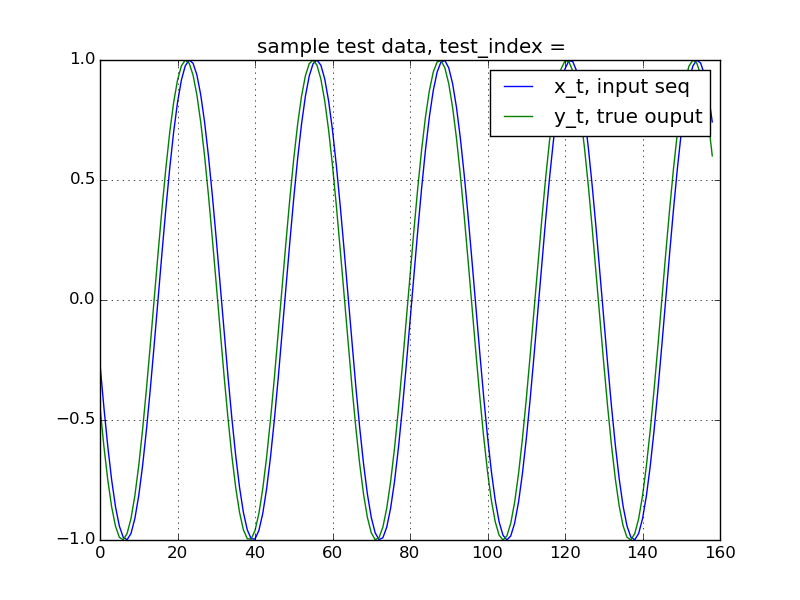 sample test data, test_index =
x_t, input seq
y_t, true ouput
1.0
0.5
0.0
−0.5
−1.0
0 20 40 60 80 100 120 140 160